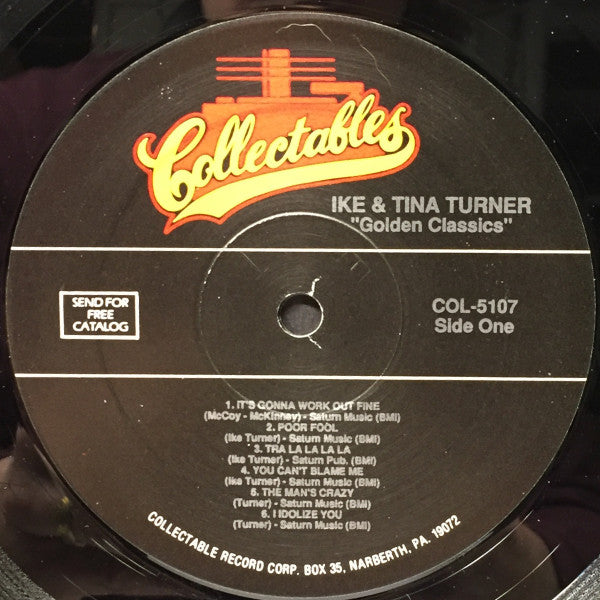 Collectables
IKE & TINA TURNER
"Golden Classics"
SEND FOR
FREE
CATALOG
COL-5107
Side One
1. IT'S GONNA WORK OUT FINE
(McCoy - McKinney) - Saturn Music (BMI)
2. POOR FOOL
(Ike Turner) - Saturn Music (BMI)
3. TRA LA LA LA LA
(Ike Turner) - Saturn Pub. (BMI)
4. YOU CAN'T BLAME ME
(Ike Turner) - Saturn Music (BMI)
5. THE MAN'S CRAZY
(Turner) - Saturn Music (BMI)
6. I IDOLIZE YOU
(Turner) - Saturn Music (BMI)
COLLECTABLE RECORD CORP. BOX 35, NARBERTH, PA. 19072